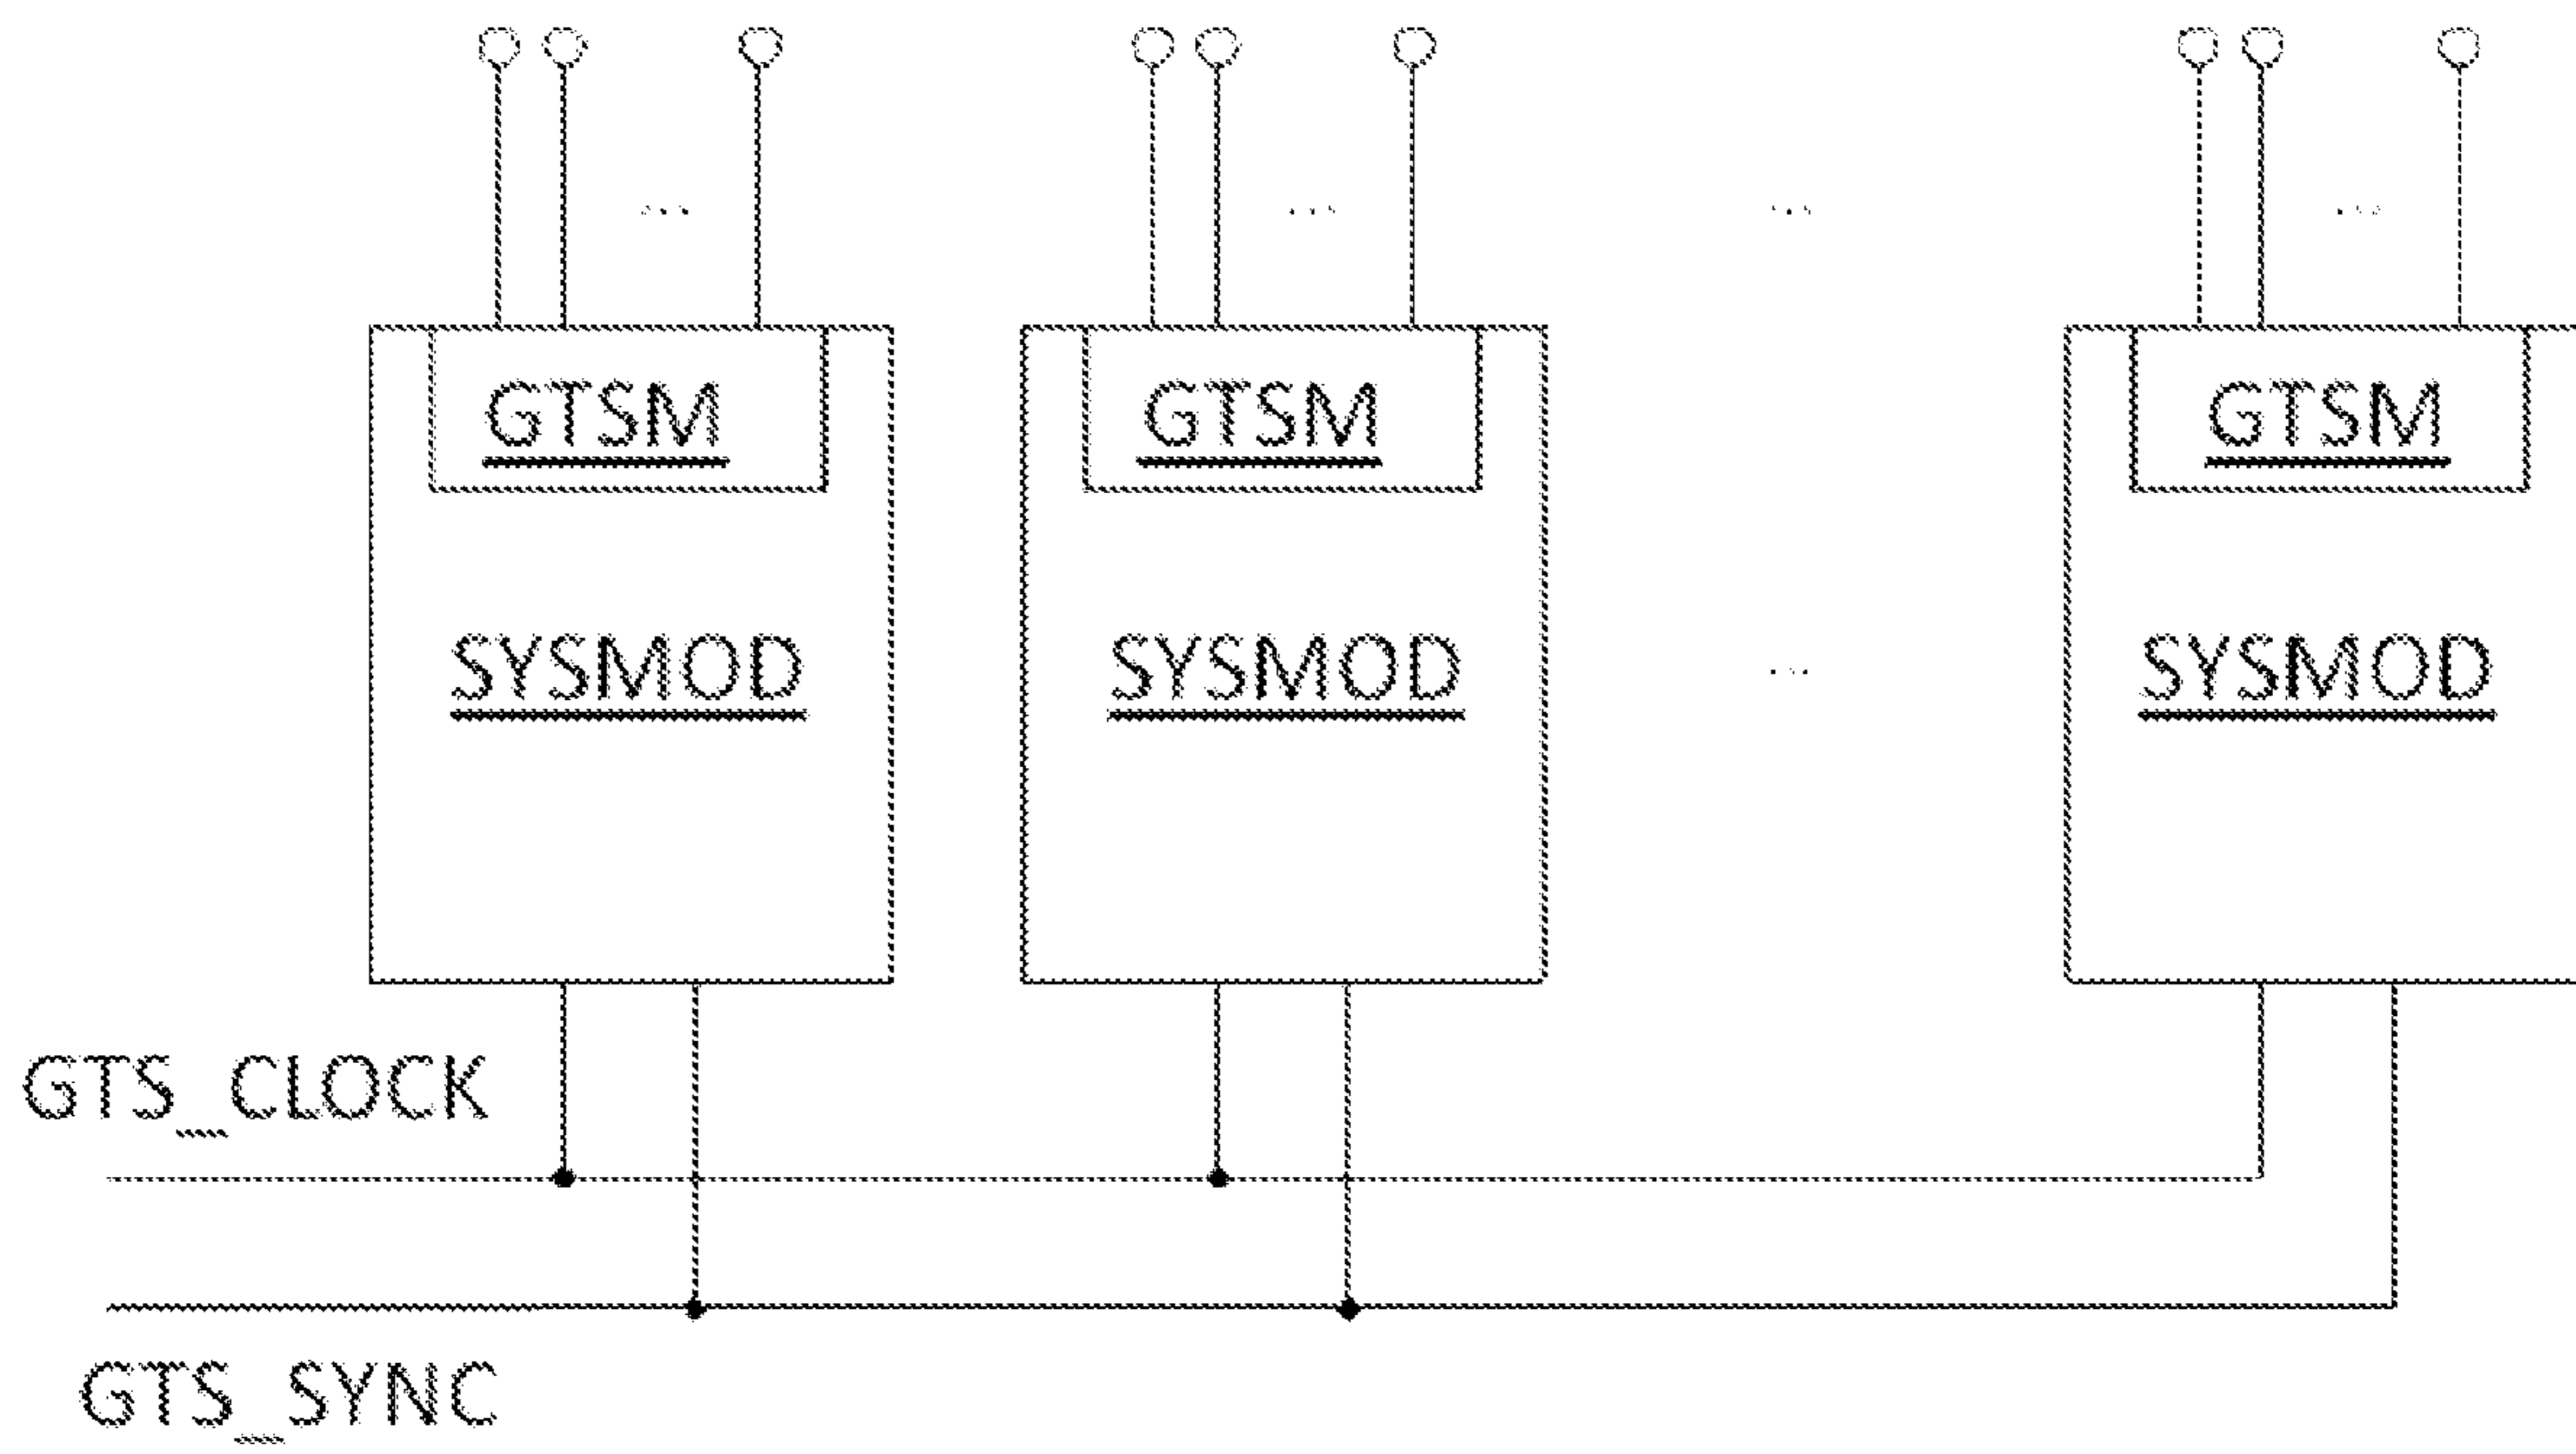 ... ... ... ...
GTSM GTSM GTSM
SYSMOD SYSMOD ... SYSMOD
GTS_CLOCK
GTS_SYNC